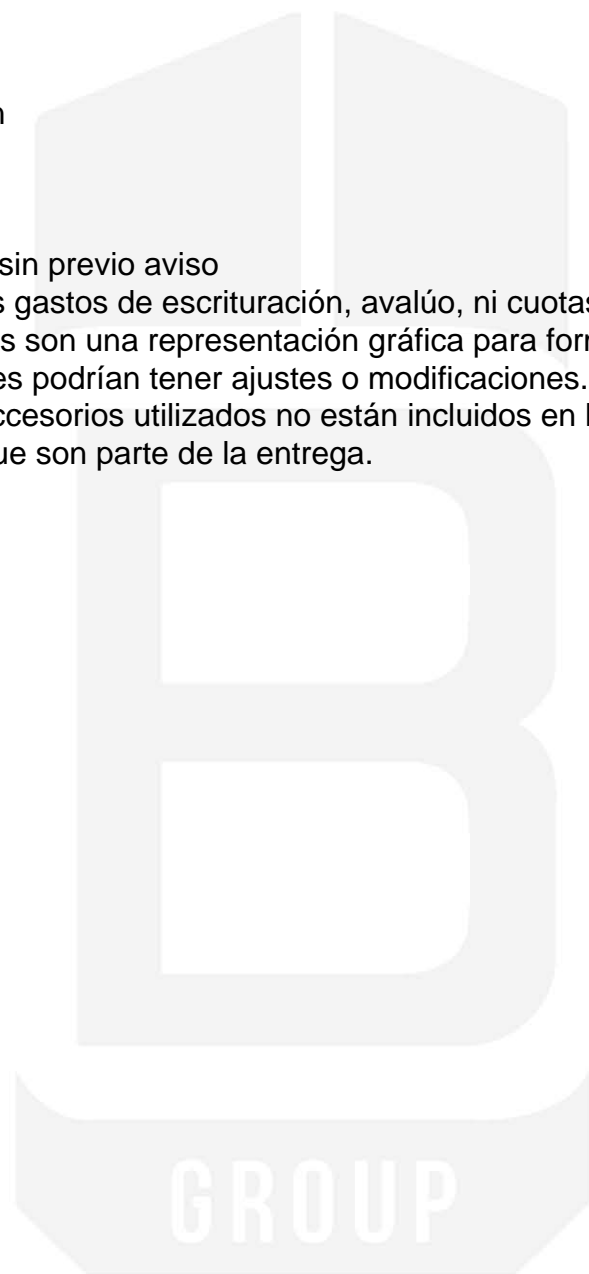 n
sin previo aviso
s gastos de escrituración, avalúo, ni cuotas
s son una representación gráfica para for
es podrían tener ajustes o modificaciones.
ccesorios utilizados no están incluidos en l
ue son parte de la entrega.
B
GROUP